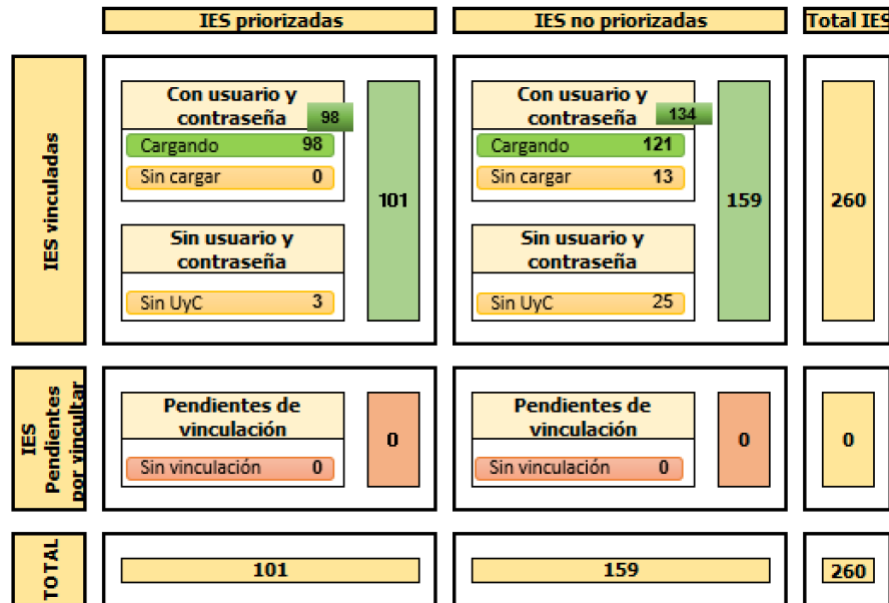 IES priorizadas
IES no priorizadas
Total IES
IES vinculadas
Con usuario y
contraseña 98
Cargando 98
Sin cargar 0
Sin usuario y
contraseña
Sin UyC 3
101
Con usuario y
contraseña 134
Cargando 121
Sin cargar 13
Sin usuario y
contraseña
Sin UyC 25
159
260
IES
Pendientes
por vincultar
Pendientes de
vinculación
Sin vinculación 0
0
Pendientes de
vinculación
Sin vinculación 0
0
0
TOTAL
101
159
260